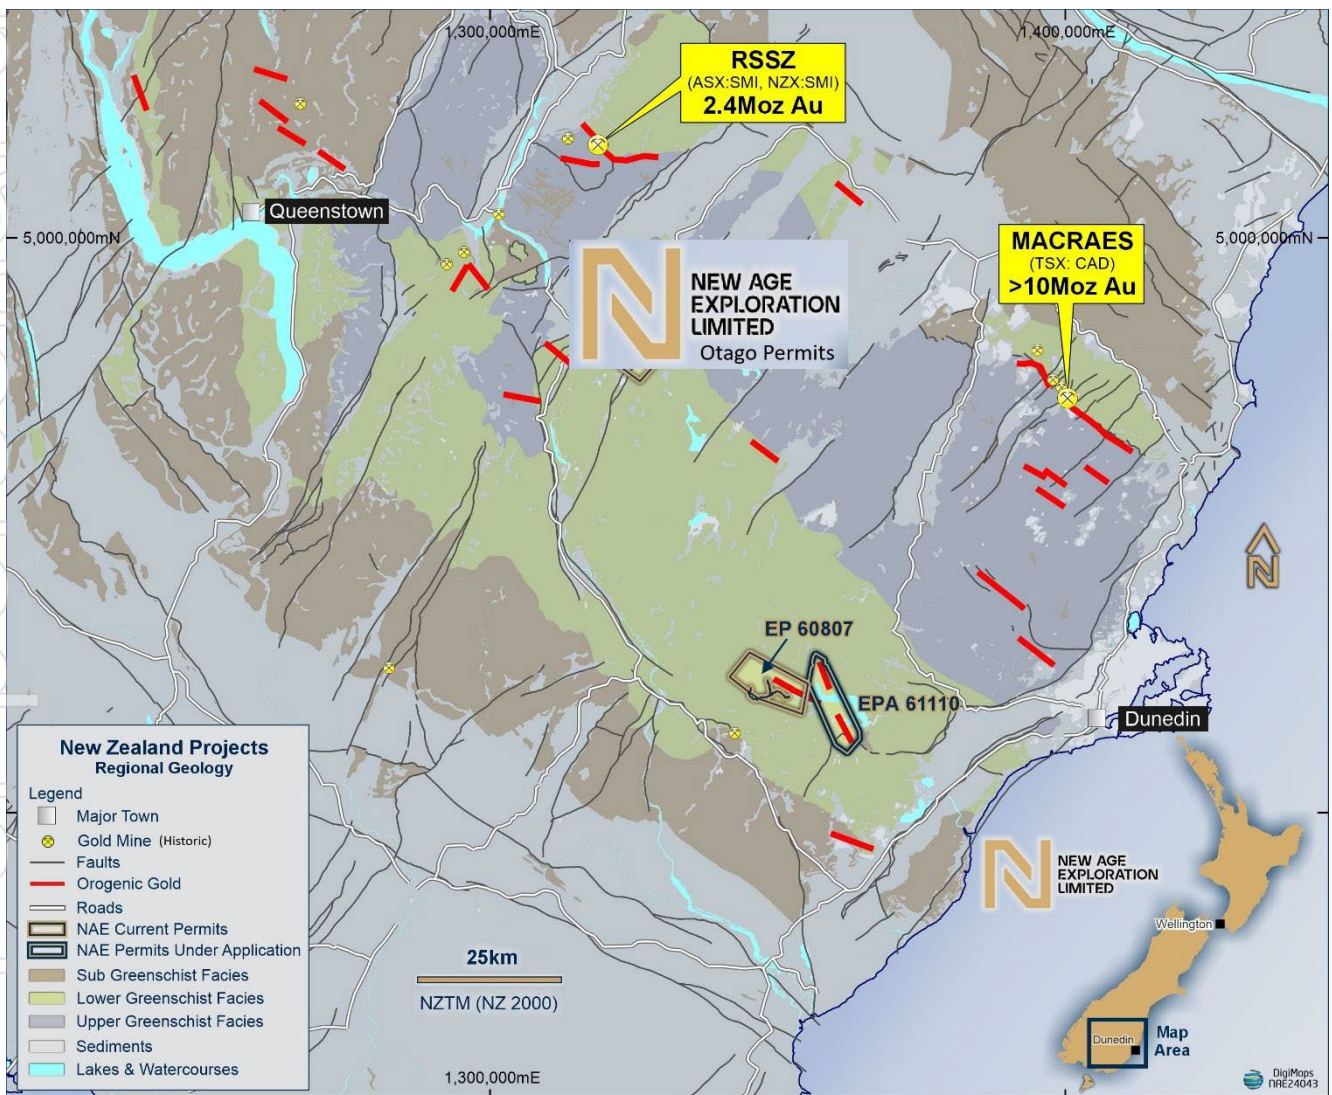 1,300,000mE
1,400,000mE
RSSZ
(ASX:SMI, NZX:SMI)
2.4Moz Au
Queenstown
5,000,000mN
5,000,000mN
MACRAES
(TSX: CAD)
>10Moz Au
N
NEW AGE
EXPLORATION
LIMITED
Otago Permits
N
EP 60807
EPA 61110
Dunedin
New Zealand Projects
Regional Geology
Legend
Major Town
Gold Mine (Historic)
Faults
Orogenic Gold
Roads
NAE Current Permits
NAE Permits Under Application
Sub Greenschist Facies
Lower Greenschist Facies
Upper Greenschist Facies
Sediments
Lakes & Watercourses
25km
NZTM (NZ 2000)
N
NEW AGE
EXPLORATION
LIMITED
Wellington
Dunedin
Map
Area
1,300,000mE
DigiMaps
NAE24043